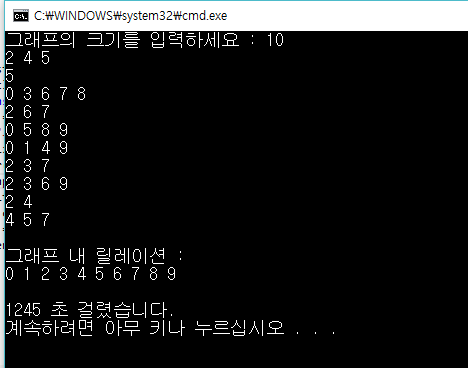 C:\WINDOWS\system32\cmd.exe
그래프의 크기를 입력하세요 : 10
2 4 5
5
0 3 6 7 8
2 6 7
0 5 8 9
0 1 4 9
2 3 7
2 3 6 9
2 4
4 5 7
그래프 내 릴레이션 :
0 1 2 3 4 5 6 7 8 9
1245 초 걸렸습니다.
계속하려면 아무 키나 누르십시오 . . .